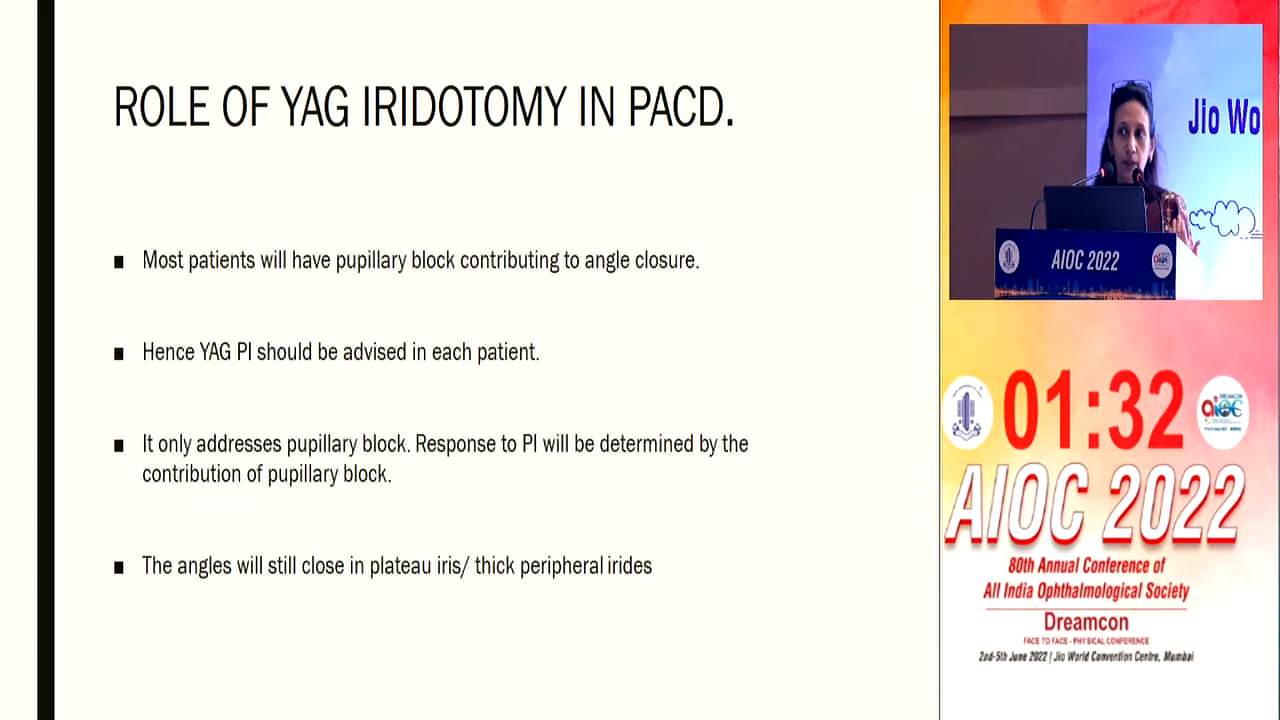 ROLE OF YAG IRIDOTOMY IN PACD.
■ Most patients will have pupillary block contributing to angle closure.
■ Hence YAG PI should be advised in each patient.
■ It only addresses pupillary block. Response to PI will be determined by the
contribution of pupillary block.
■ The angles will still close in plateau iris/ thick peripheral irides
Jio Wo
AIOC 2022
01:32
AIOC 2022
80th Annual Conference of
All India Ophthalmological Society
Dreamcon
FACE TO FACE - PHYSICAL CONFERENCE
2nd-5th June 2022 | Jio World Convention Centre, Mumbai